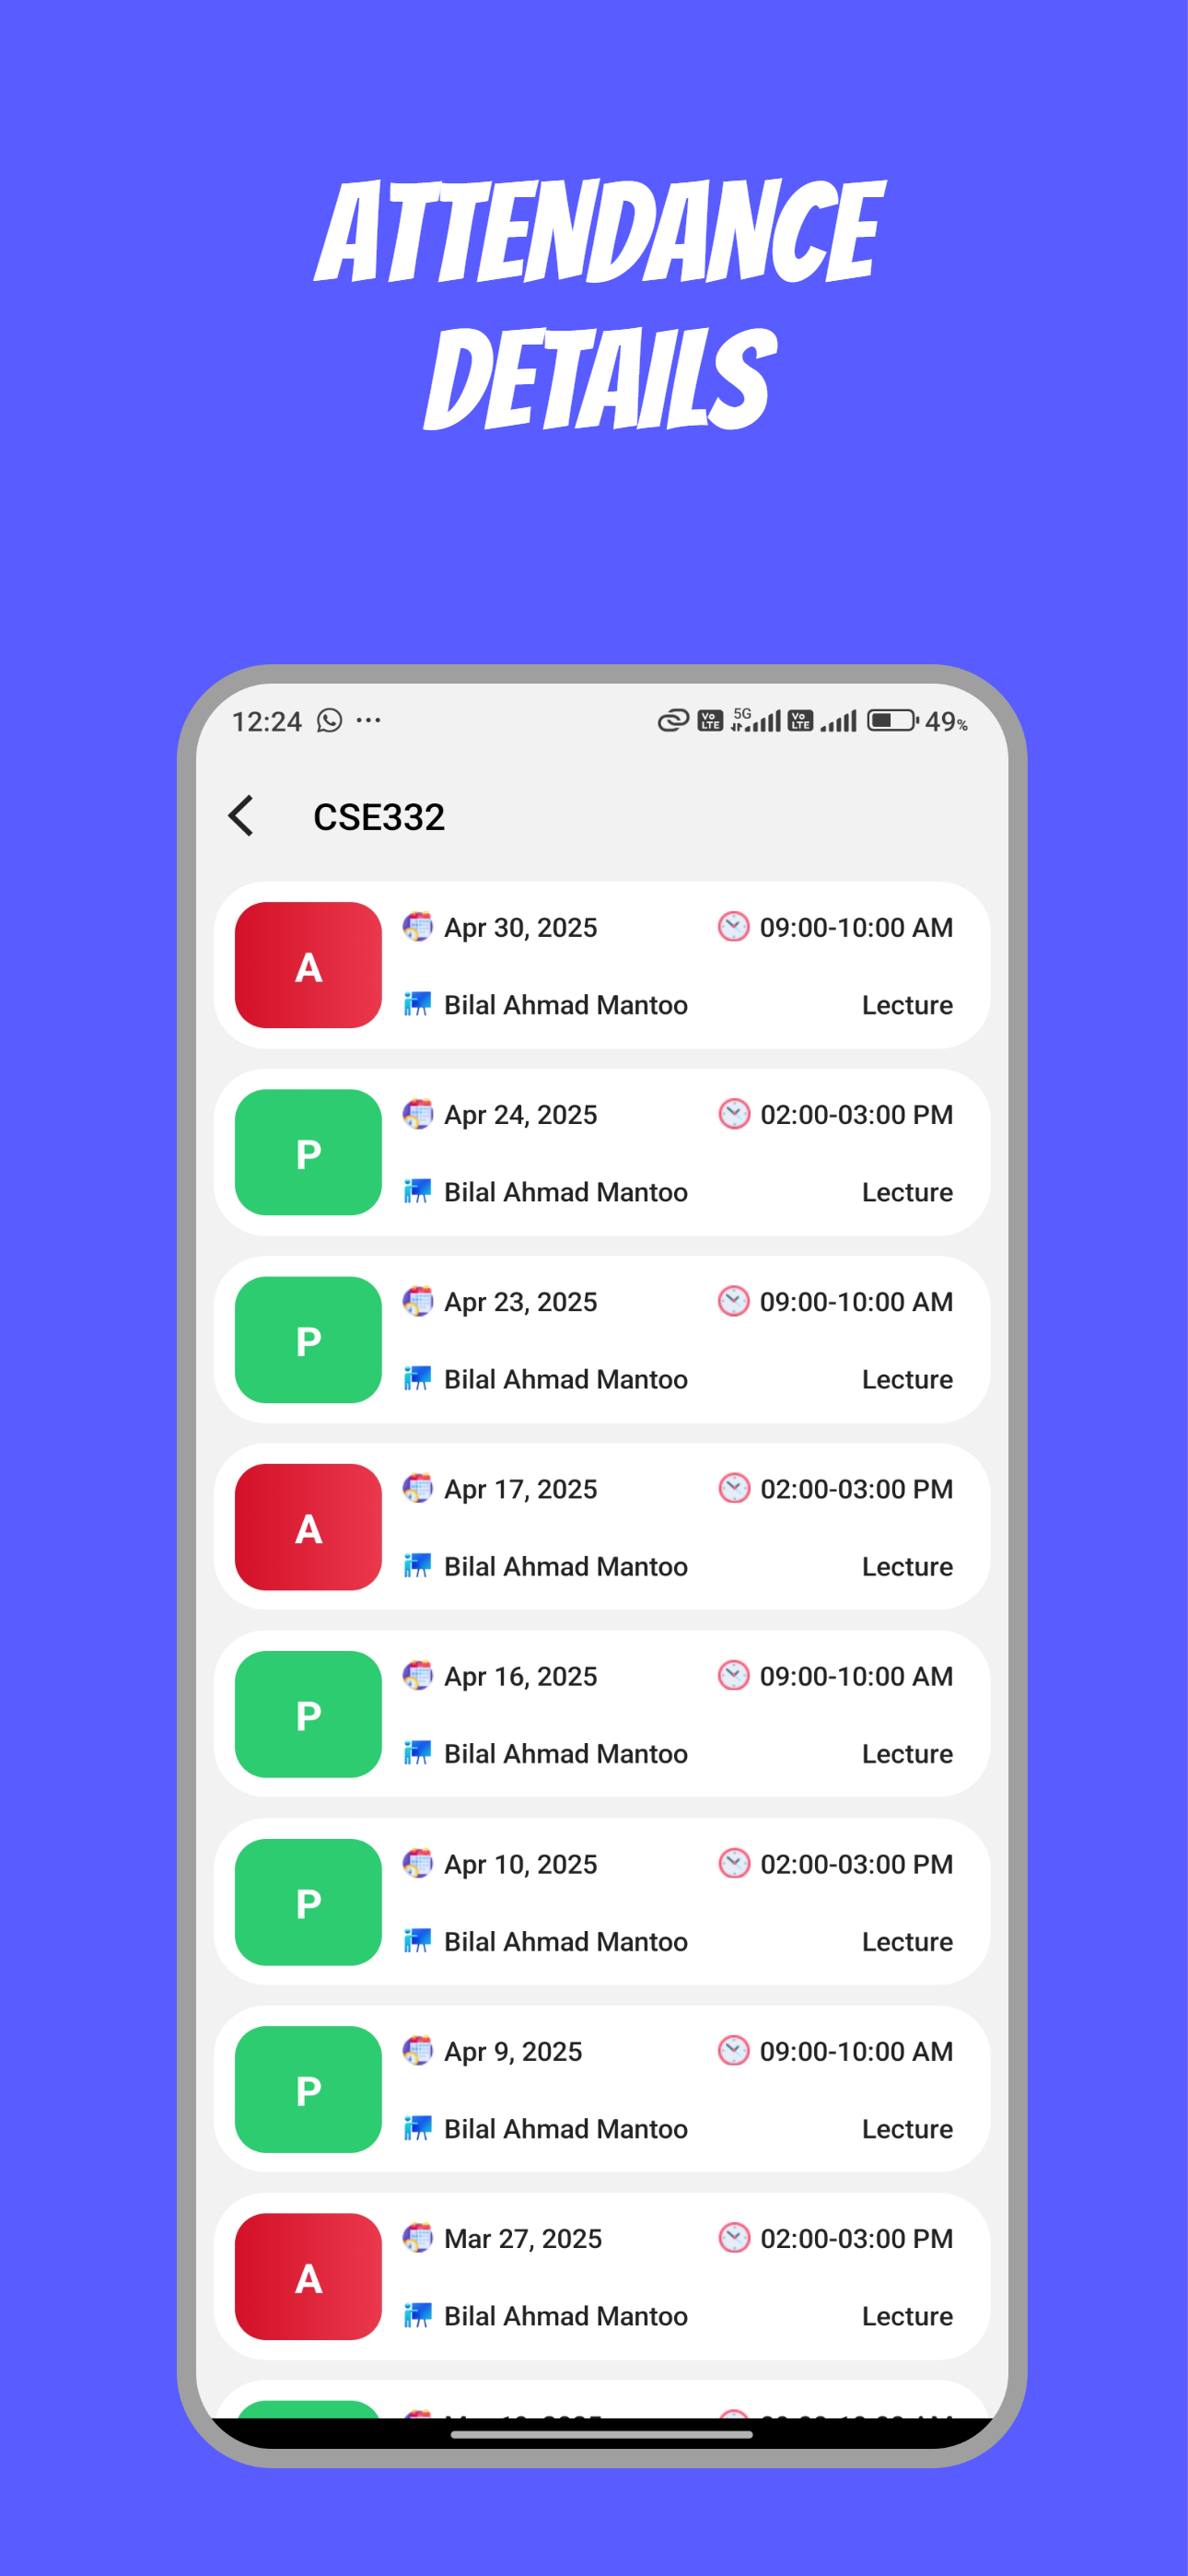 ATTENDANCE
DETAILS
12:24 ... Vo LTE 5G Vo LTE 49%
CSE332
A Apr 30, 2025 09:00-10:00 AM
Bilal Ahmad Mantoo Lecture
P Apr 24, 2025 02:00-03:00 PM
Bilal Ahmad Mantoo Lecture
P Apr 23, 2025 09:00-10:00 AM
Bilal Ahmad Mantoo Lecture
A Apr 17, 2025 02:00-03:00 PM
Bilal Ahmad Mantoo Lecture
P Apr 16, 2025 09:00-10:00 AM
Bilal Ahmad Mantoo Lecture
P Apr 10, 2025 02:00-03:00 PM
Bilal Ahmad Mantoo Lecture
P Apr 9, 2025 09:00-10:00 AM
Bilal Ahmad Mantoo Lecture
A Mar 27, 2025 02:00-03:00 PM
Bilal Ahmad Mantoo Lecture